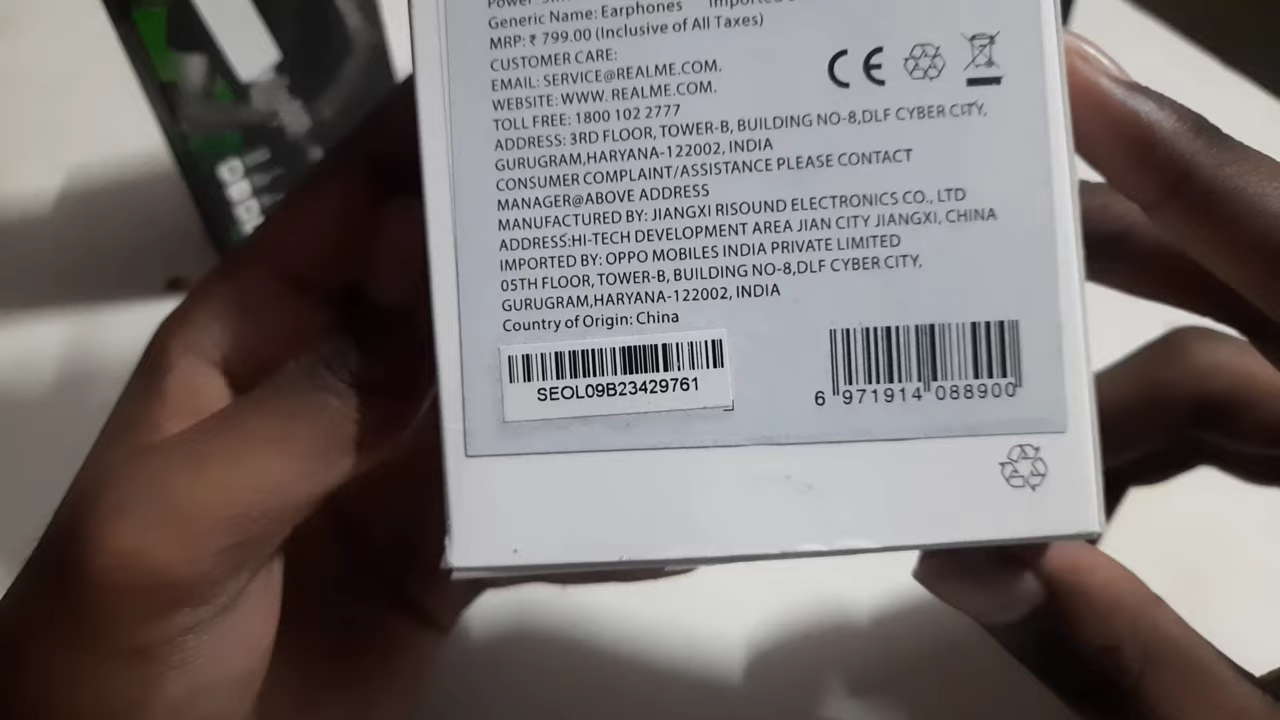 Generic Name: Earphones
MRP: ₹ 799.00 (Inclusive of All Taxes)
CUSTOMER CARE:
EMAIL: SERVICE@REALME.COM.
WEBSITE: WWW. REALME.COM.
TOLL FREE: 1800 102 2777
ADDRESS: 3RD FLOOR, TOWER-B, BUILDING NO-8,DLF CYBER CITY,
GURUGRAM,HARYANA-122002, INDIA
CONSUMER COMPLAINT/ASSISTANCE PLEASE CONTACT
MANAGER@ABOVE ADDRESS
MANUFACTURED BY: JIANGXI RISOUND ELECTRONICS CO., LTD
ADDRESS:HI-TECH DEVELOPMENT AREA JIAN CITY JIANGXI, CHINA
IMPORTED BY: OPPO MOBILES INDIA PRIVATE LIMITED
05TH FLOOR, TOWER-B, BUILDING NO-8,DLF CYBER CITY,
GURUGRAM,HARYANA-122002, INDIA
Country of Origin: China
CE
SEOL09B23429761
6 971914 088900